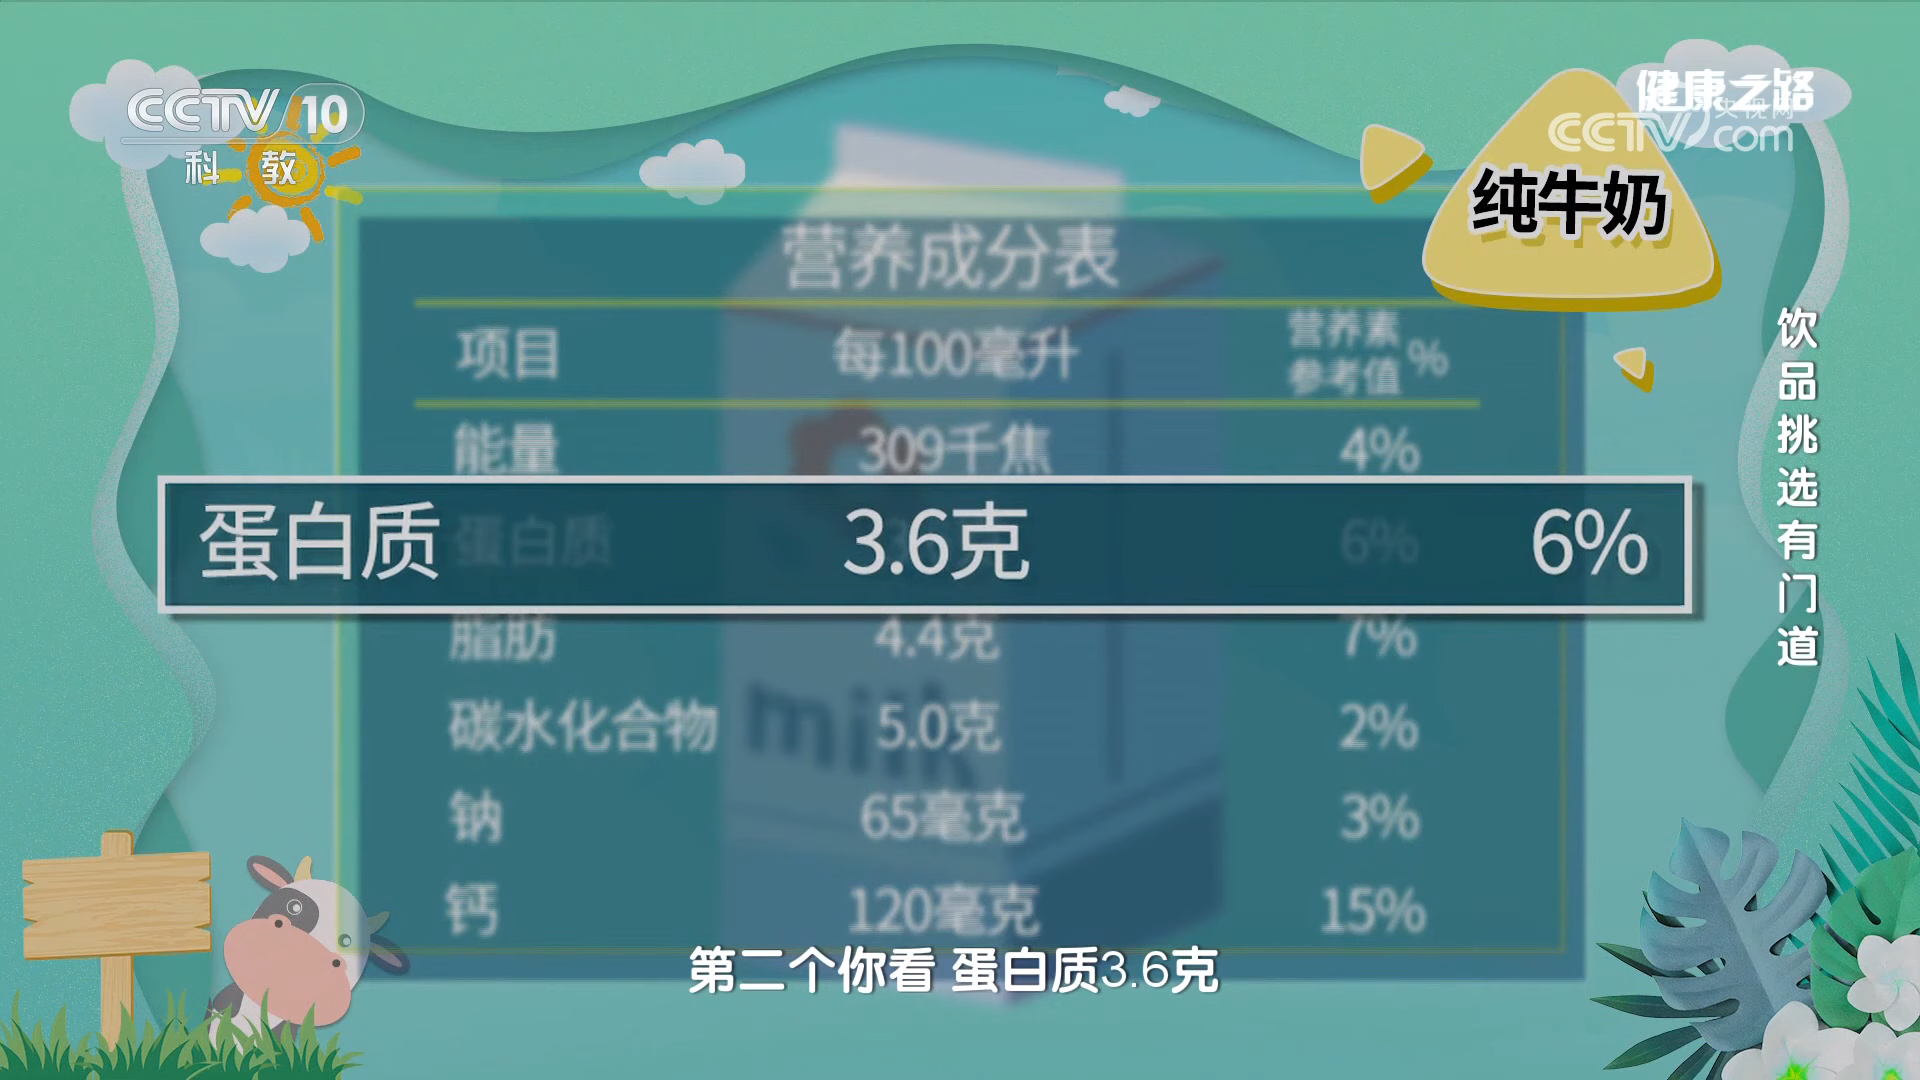 CCTV 10
科 教
健康之路
央视网
CCTV.com
纯牛奶
饮品挑选有门道
营养成分表
项目 每100毫升 营养素参考值%
能量 309千焦 4%
蛋白质 3.6克 6%
脂肪 4.4克 7%
碳水化合物 5.0克 2%
钠 65毫克 3%
钙 120毫克 15%
milk
第二个你看 蛋白质3.6克